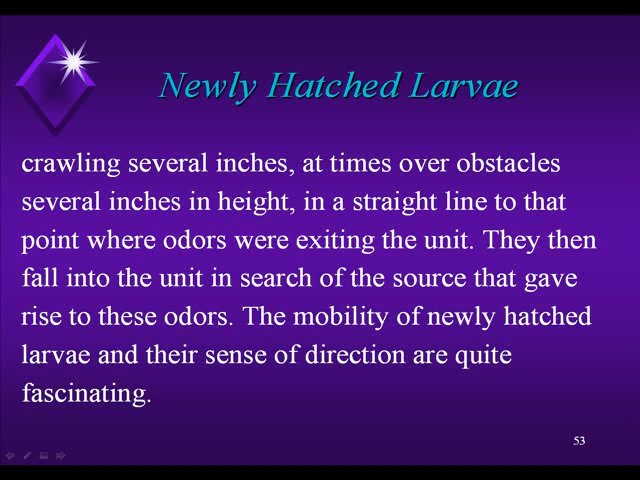 Newly Hatched Larvae
crawling several inches, at times over obstacles
several inches in height, in a straight line to that
point where odors were exiting the unit. They then
fall into the unit in search of the source that gave
rise to these odors. The mobility of newly hatched
larvae and their sense of direction are quite
fascinating.
53